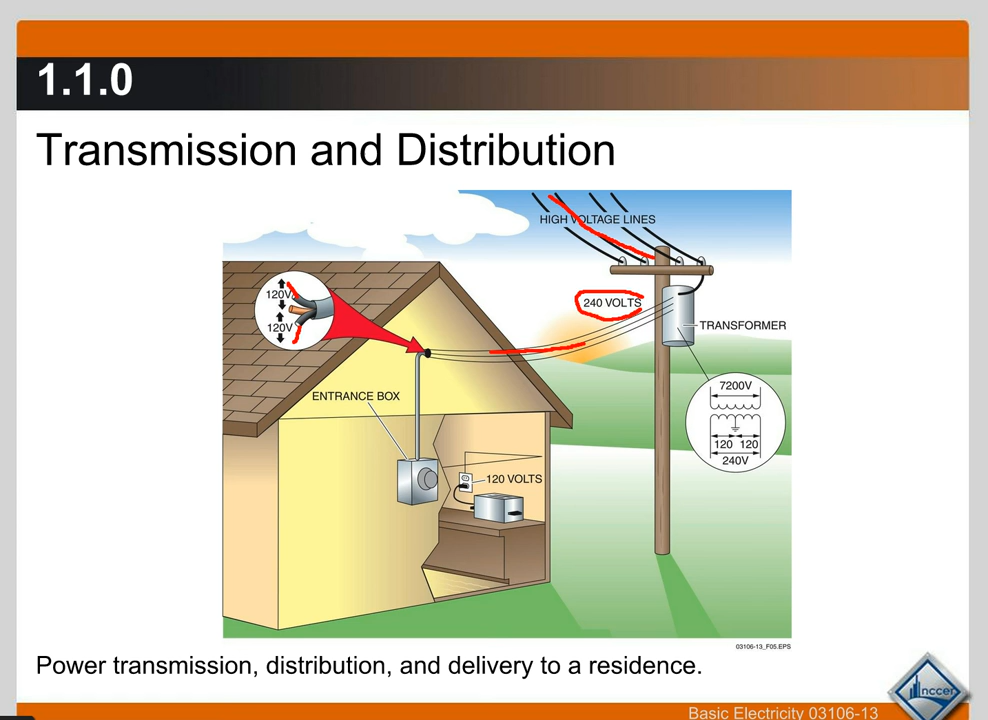 1.1.0
Transmission and Distribution
HIGH VOLTAGE LINES
120V
240 VOLTS
120V
TRANSFORMER
7200V
ENTRANCE BOX
120 120
240V
120 VOLTS
03106-13_F05.EPS
Power transmission, distribution, and delivery to a residence.
nccer
Basic Electricity 03106-13